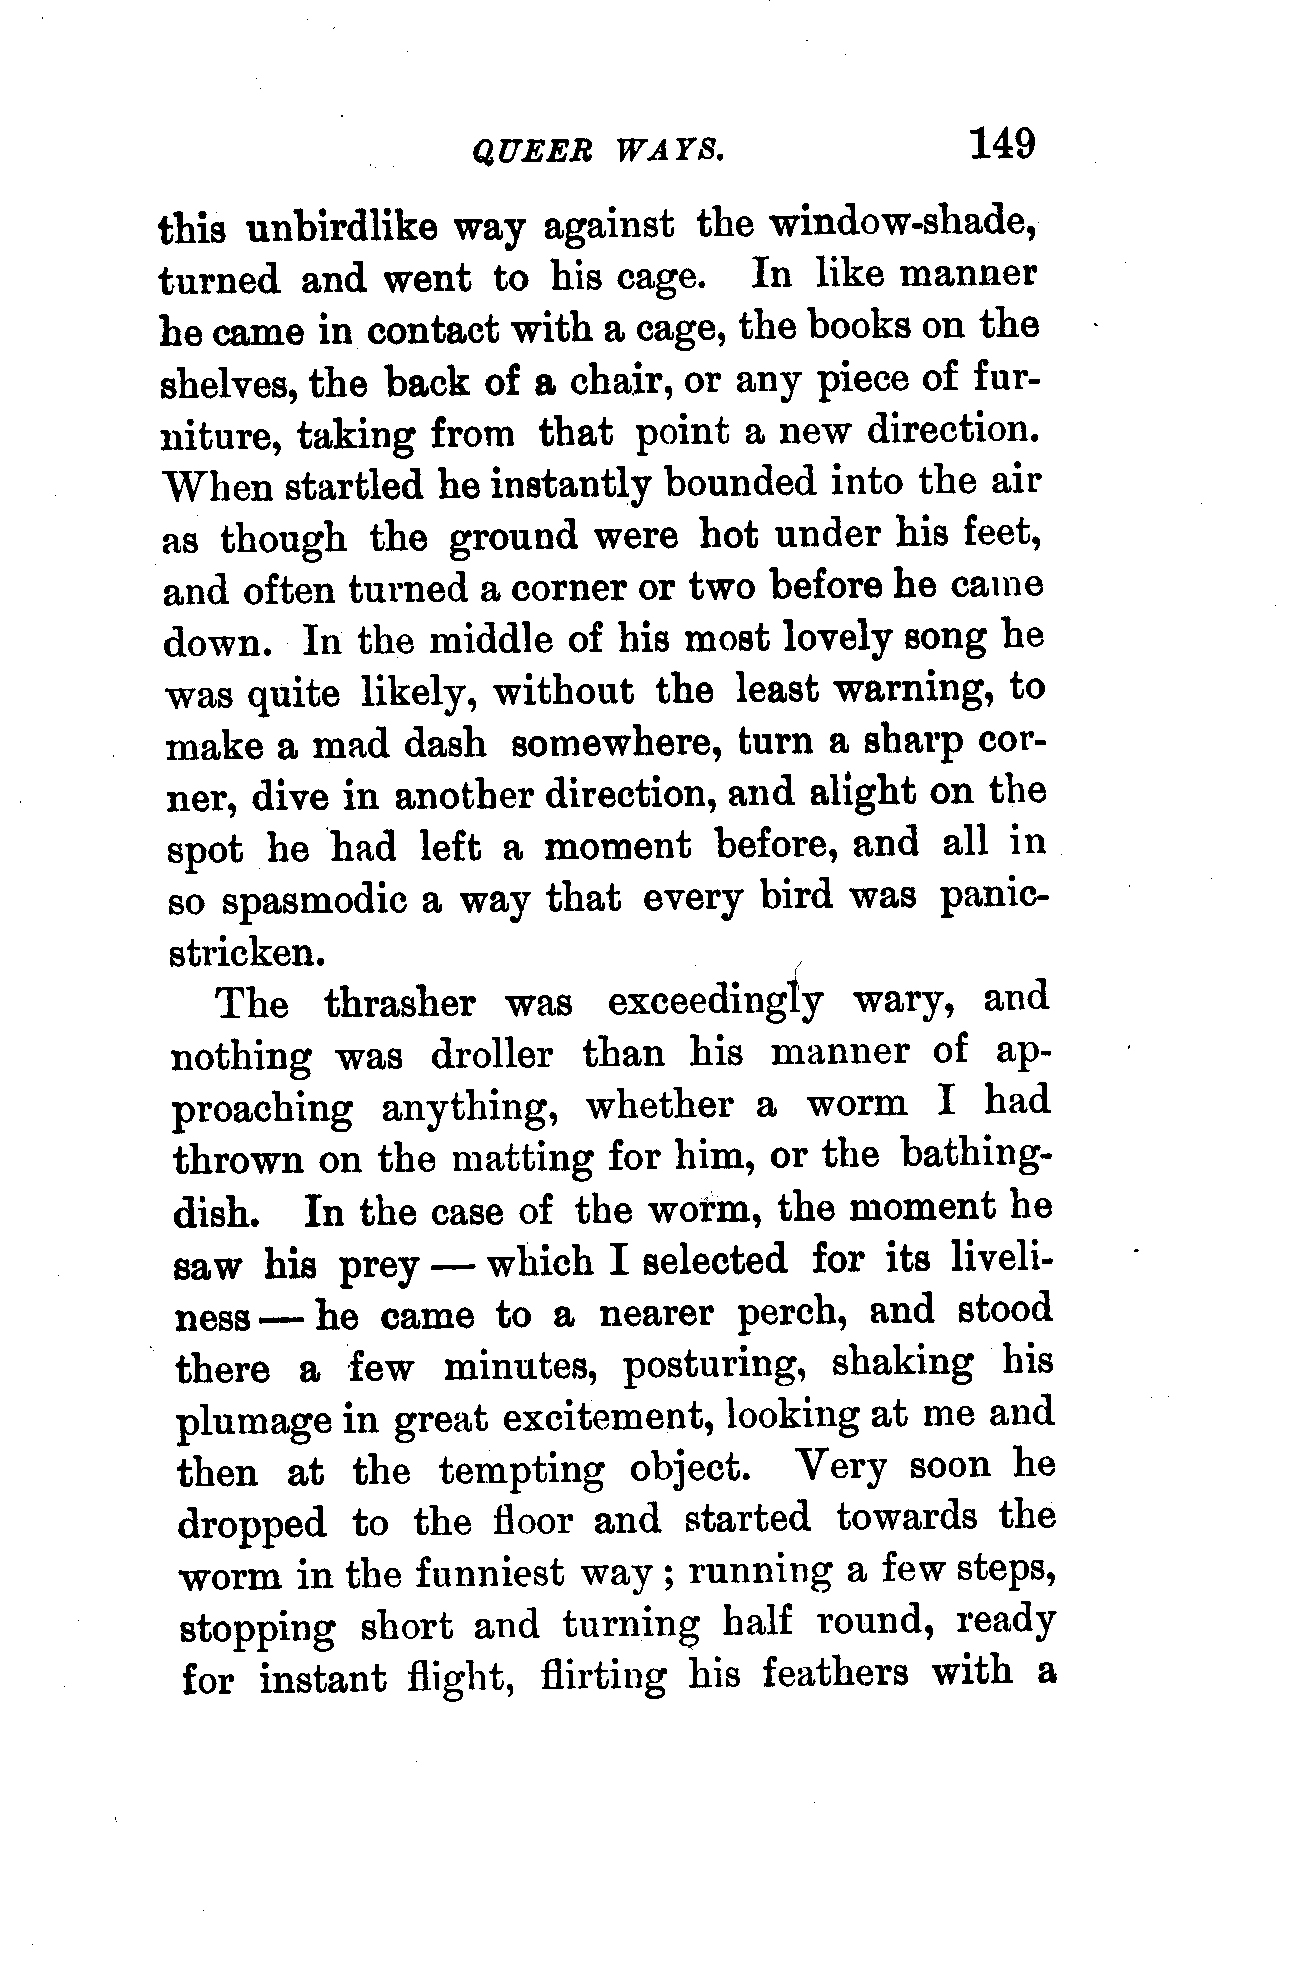 QUEER WAYS. 149
this unbirdlike way against the window-shade,
turned and went to his cage. In like manner
he came in contact with a cage, the books on the
shelves, the back of a chair, or any piece of fur-
niture, taking from that point a new direction.
When startled he instantly bounded into the air
as though the ground were hot under his feet,
and often turned a corner or two before he came
down. In the middle of his most lovely song he
was quite likely, without the least warning, to
make a mad dash somewhere, turn a sharp cor-
ner, dive in another direction, and alight on the
spot he had left a moment before, and all in
so spasmodic a way that every bird was panic-
stricken.
The thrasher was exceedingly wary, and
nothing was droller than his manner of ap-
proaching anything, whether a worm I had
thrown on the matting for him, or the bathing-
dish. In the case of the worm, the moment he
saw his prey — which I selected for its liveli-
ness — he came to a nearer perch, and stood
there a few minutes, posturing, shaking his
plumage in great excitement, looking at me and
then at the tempting object. Very soon he
dropped to the floor and started towards the
worm in the funniest way; running a few steps,
stopping short and turning half round, ready
for instant flight, flirting his feathers with a